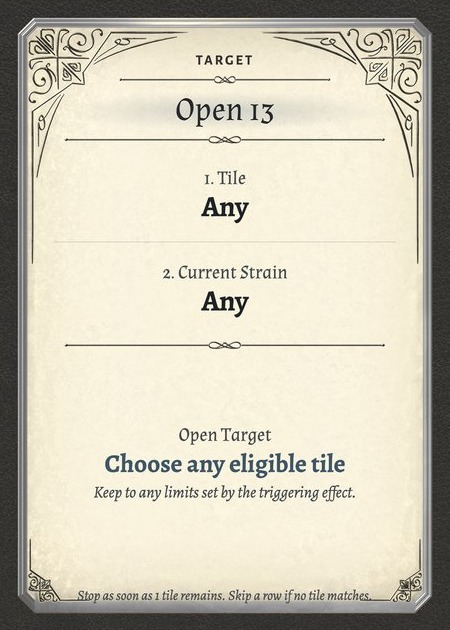 TARGET
Open 13
1. Tile
Any
2. Current Strain
Any
Open Target
Choose any eligible tile
Keep to any limits set by the triggering effect.
Stop as soon as 1 tile remains. Skip a row if no tile matches.